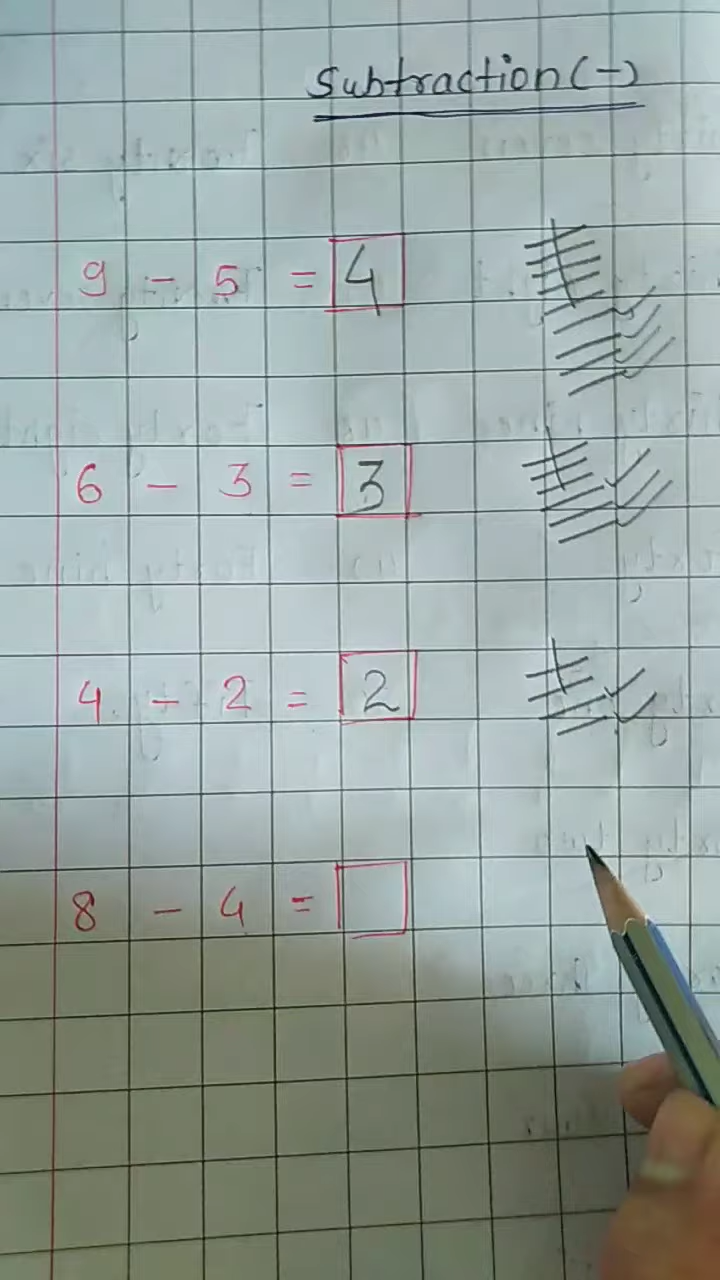 Subtraction (-)
9 - 5 = 4
6 - 3 = 3
4 - 2 = 2
8 - 4 =